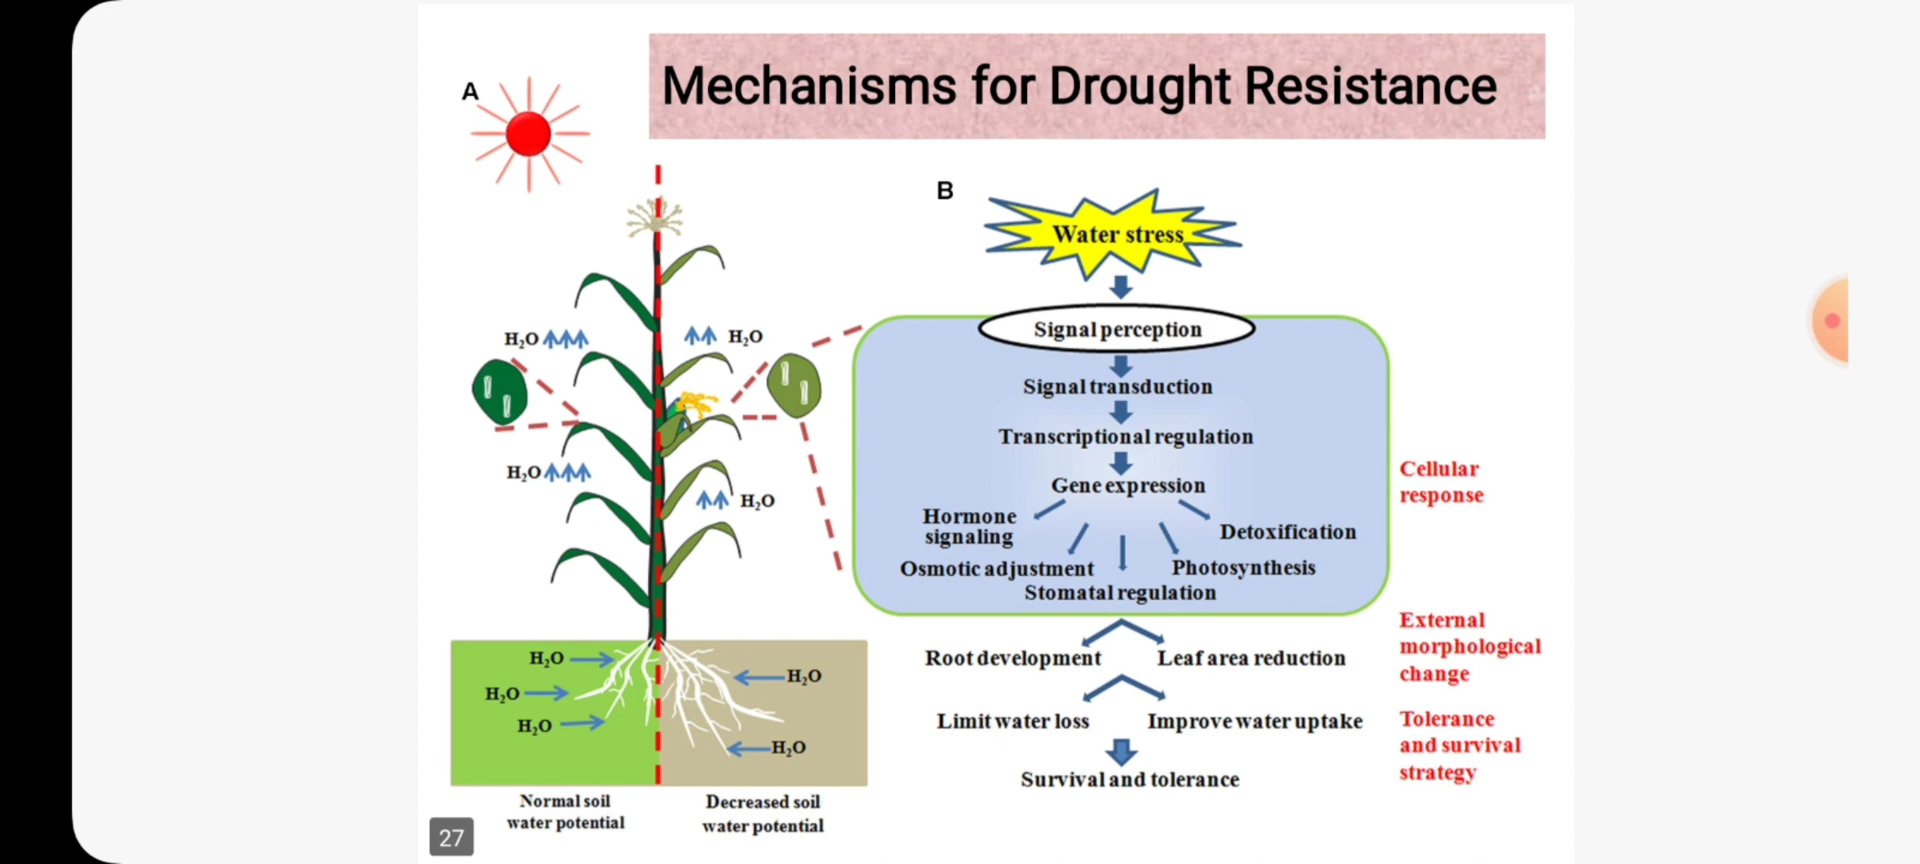 Mechanisms for Drought Resistance
A
H₂O
H₂O
H₂O
H₂O
H₂O
H₂O
H₂O
H₂O
H₂O
Normal soil
water potential
Decreased soil
water potential
27
B
Water stress
Signal perception
Signal transduction
Transcriptional regulation
Gene expression
Hormone
signaling
Detoxification
Osmotic adjustment
Photosynthesis
Stomatal regulation
Cellular
response
Root development
Leaf area reduction
External
morphological
change
Limit water loss
Improve water uptake
Survival and tolerance
Tolerance
and survival
strategy